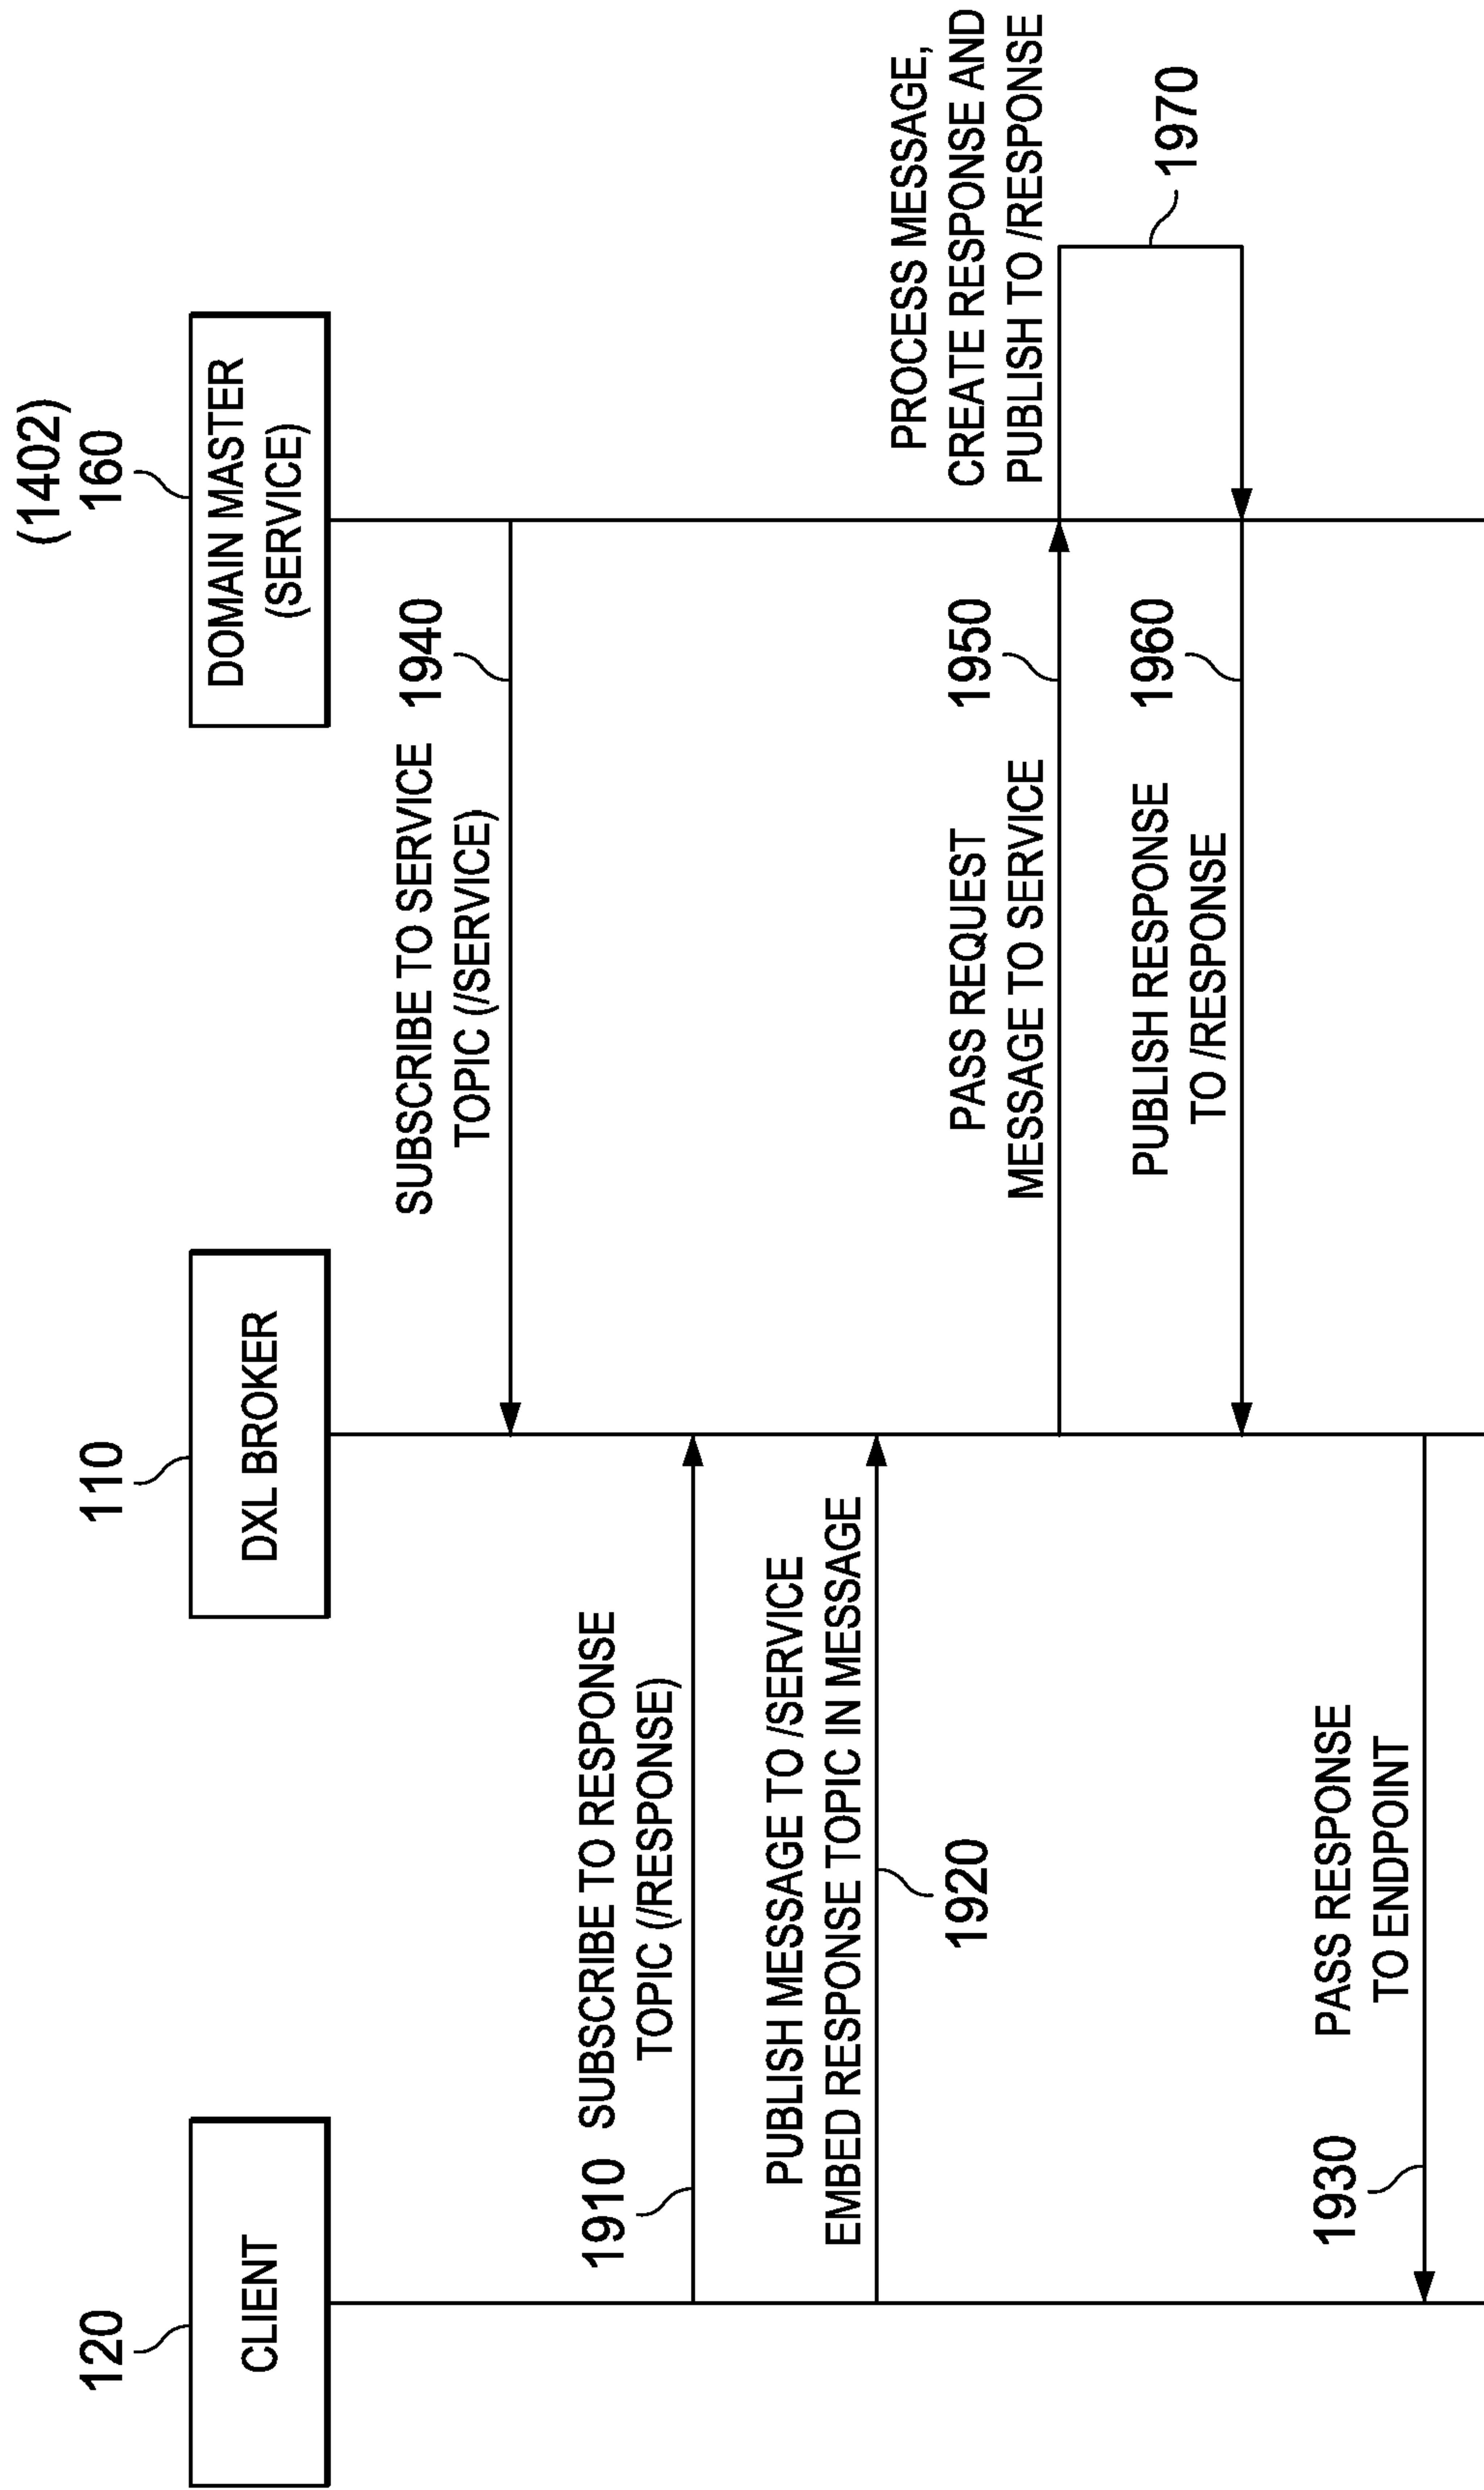 120
CLIENT
110
DXL BROKER
(1402)
160
DOMAIN MASTER
(SERVICE)
SUBSCRIBE TO SERVICE
TOPIC (/SERVICE)
1940
1910
SUBSCRIBE TO RESPONSE
TOPIC (/RESPONSE)
PUBLISH MESSAGE TO /SERVICE
EMBED RESPONSE TOPIC IN MESSAGE
1920
PASS REQUEST
MESSAGE TO SERVICE
1950
PROCESS MESSAGE,
CREATE RESPONSE AND
PUBLISH TO /RESPONSE
1970
PUBLISH RESPONSE
TO /RESPONSE
1960
1930
PASS RESPONSE
TO ENDPOINT